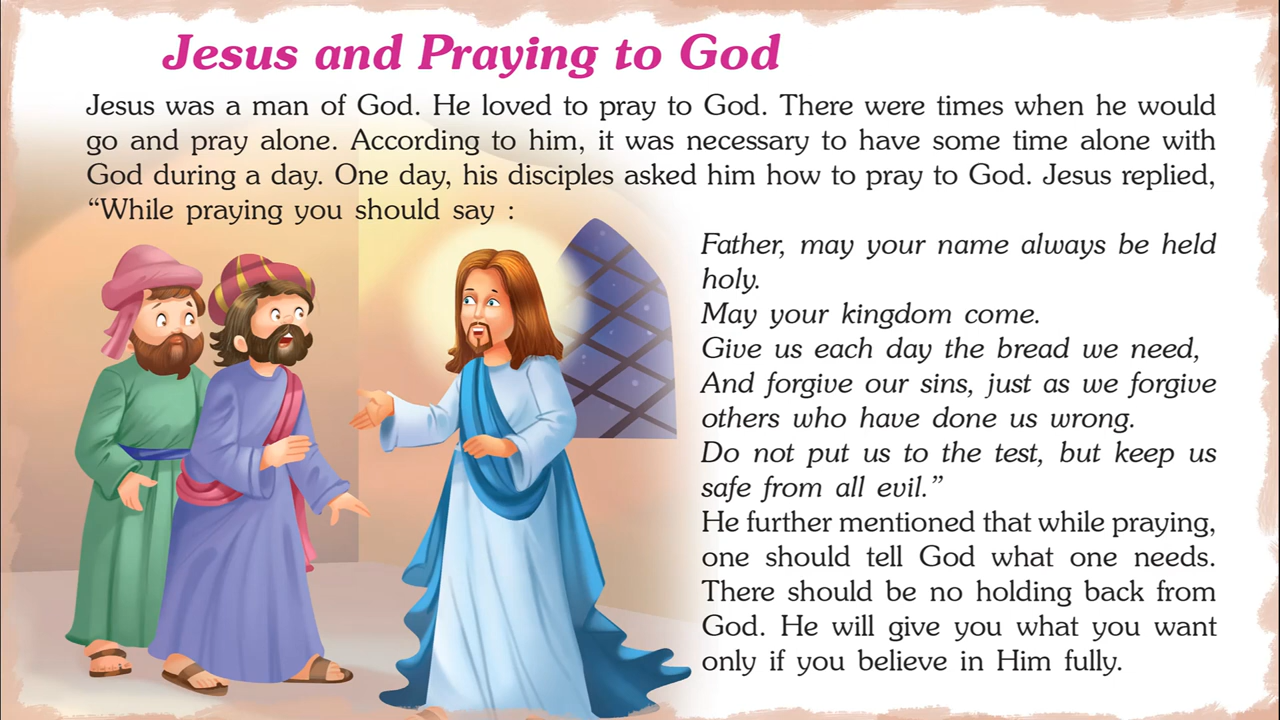 Jesus and Praying to God
Jesus was a man of God. He loved to pray to God. There were times when he would
go and pray alone. According to him, it was necessary to have some time alone with
God during a day. One day, his disciples asked him how to pray to God. Jesus replied,
“While praying you should say :
Father, may your name always be held
holy.
May your kingdom come.
Give us each day the bread we need,
And forgive our sins, just as we forgive
others who have done us wrong.
Do not put us to the test, but keep us
safe from all evil.”
He further mentioned that while praying,
one should tell God what one needs.
There should be no holding back from
God. He will give you what you want
only if you believe in Him fully.